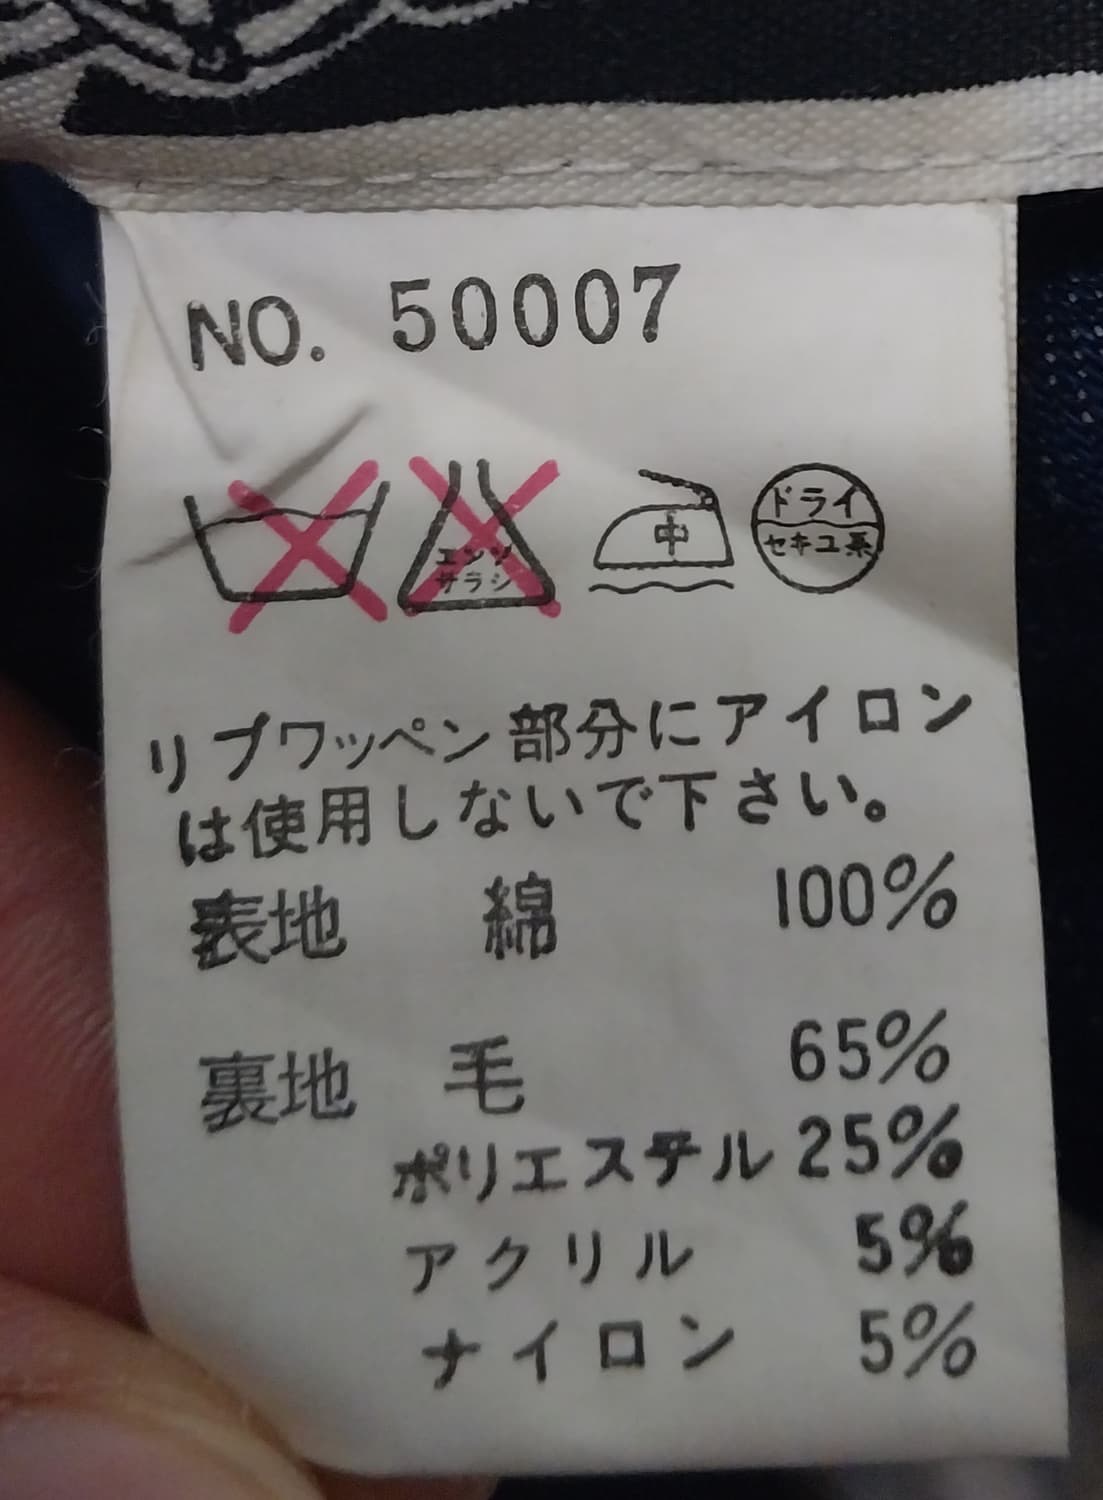 NO. 50007
エンソ
サラシ
中
ドライ
セキユ系
リブワッペン部分にアイロン
は使用しないで下さい。
表地 綿 100%
裏地 毛 65%
ポリエステル 25%
アクリル 5%
ナイロン 5%